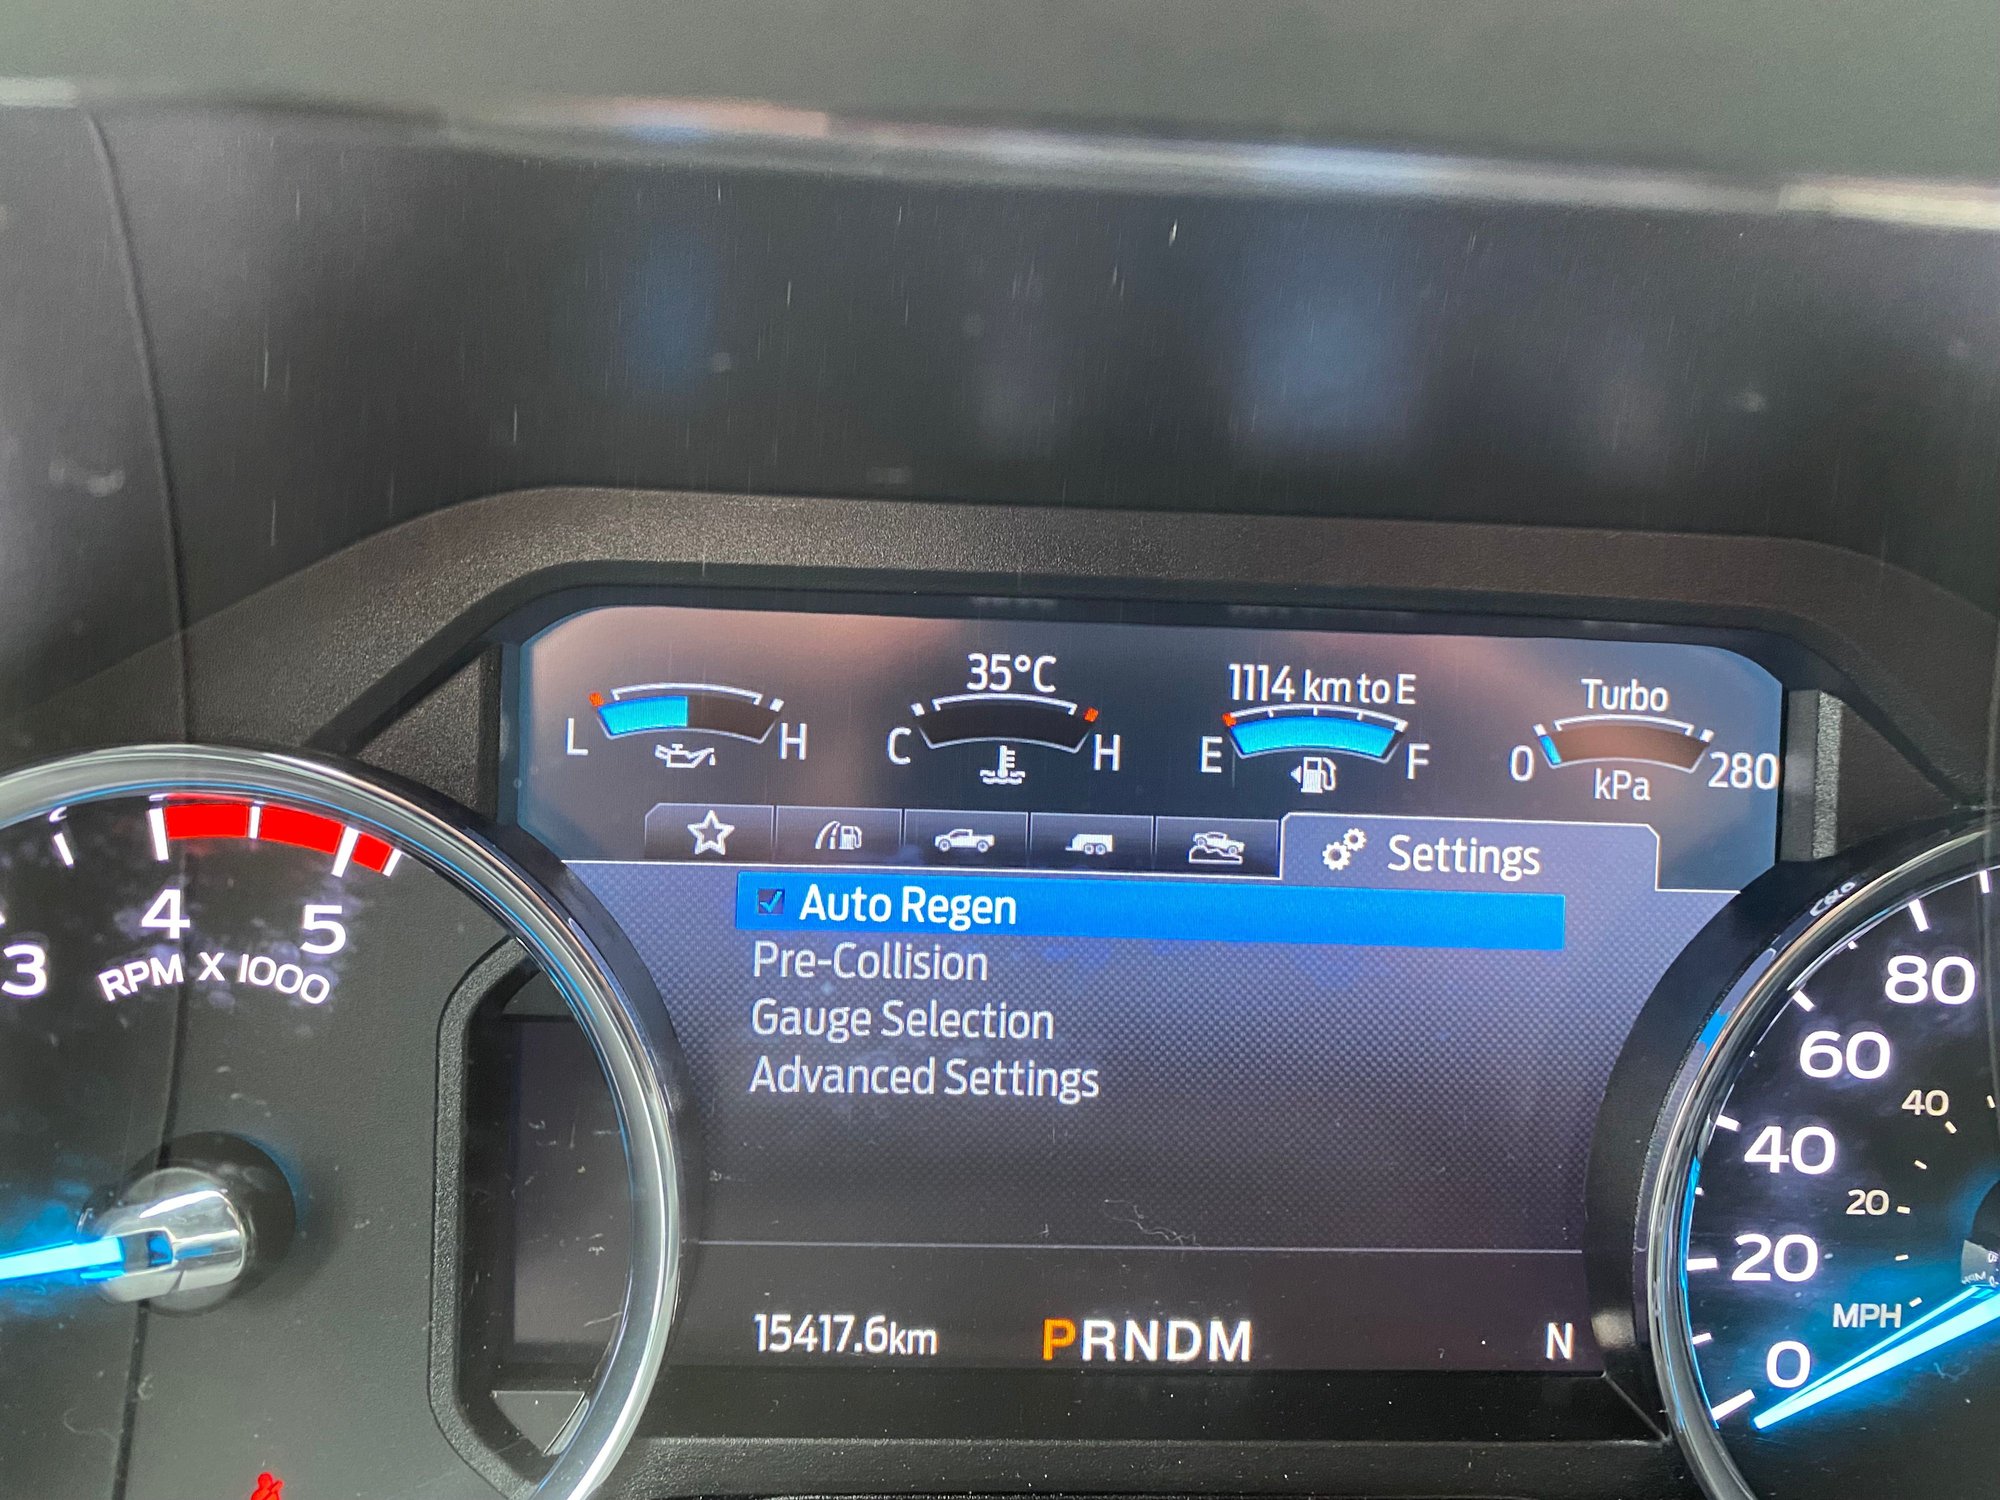 35°C
1114 km to E
Turbo
L H
C H
E F
0 280
kPa
Settings
Auto Regen
Pre-Collision
Gauge Selection
Advanced Settings
15417.6km
PRNDM
N
3
4
5
RPM X 1000
80
60
40
20
0
40
20
MPH